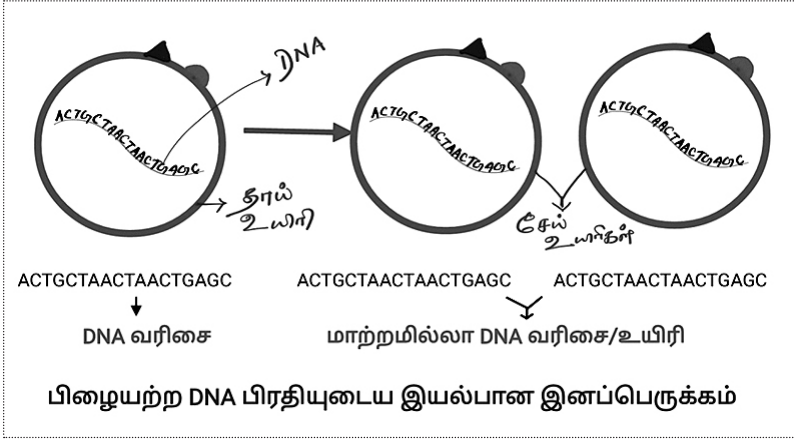 DNA
ACTGCTAACTAACTGAGC
ACTGCTAACTAACTGAGC
ACTGCTAACTAACTGAGC
தாய்
உயிரி
சேய்
உயிரிகள்
ACTGCTAACTAACTGAGC ACTGCTAACTAACTGAGC ACTGCTAACTAACTGAGC
DNA வரிசை மாற்றமில்லா DNA வரிசை/உயிரி
பிழையற்ற DNA பிரதியுடைய இயல்பான இனப்பெருக்கம்